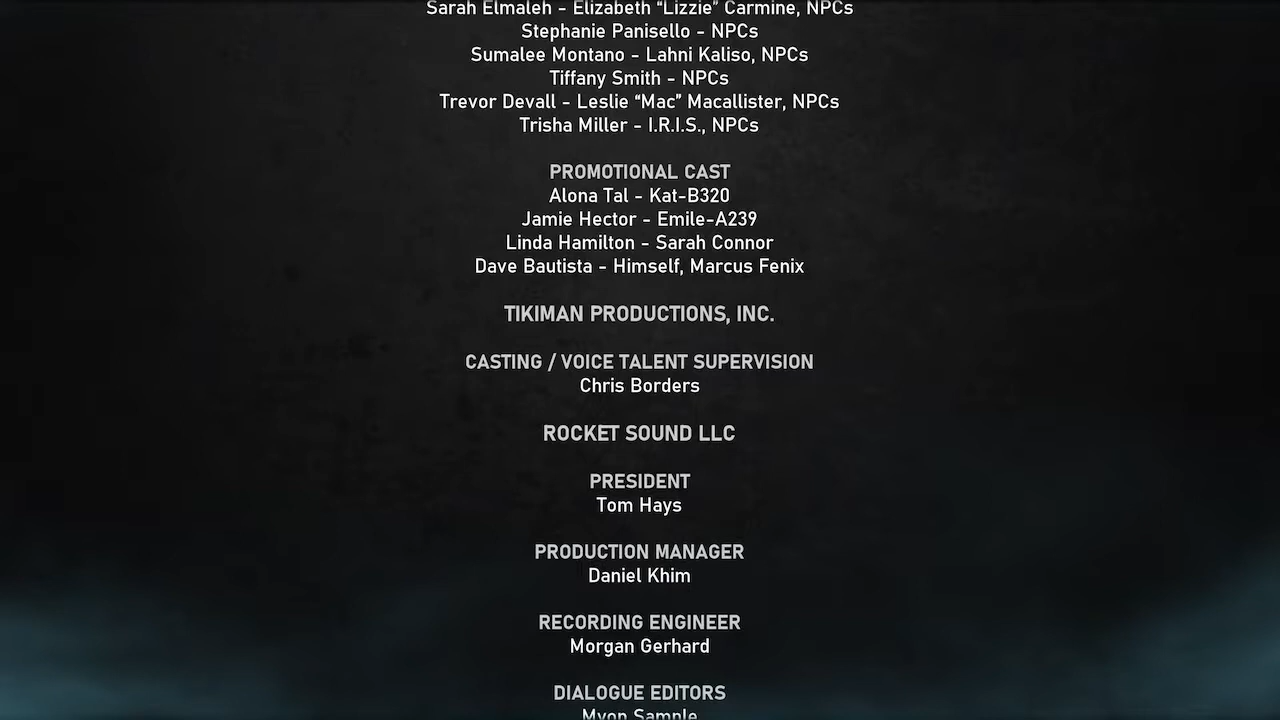 Sarah Elmaleh - Elizabeth “Lizzie” Carmine, NPCs
Stephanie Panisello - NPCs
Sumalee Montano - Lahni Kaliso, NPCs
Tiffany Smith - NPCs
Trevor Devall - Leslie “Mac” Macallister, NPCs
Trisha Miller - I.R.I.S., NPCs
PROMOTIONAL CAST
Alona Tal - Kat-B320
Jamie Hector - Emile-A239
Linda Hamilton - Sarah Connor
Dave Bautista - Himself, Marcus Fenix
TIKIMAN PRODUCTIONS, INC.
CASTING / VOICE TALENT SUPERVISION
Chris Borders
ROCKET SOUND LLC
PRESIDENT
Tom Hays
PRODUCTION MANAGER
Daniel Khim
RECORDING ENGINEER
Morgan Gerhard
DIALOGUE EDITORS
Myon Sample